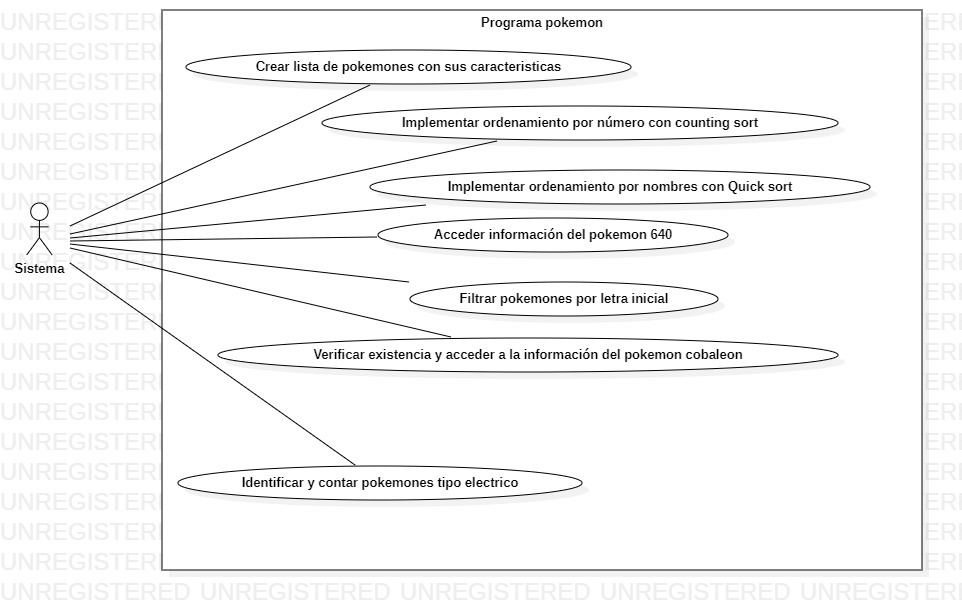 Programa pokemon
Crear lista de pokemones con sus caracteristicas
Implementar ordenamiento por número con counting sort
Implementar ordenamiento por nombres con Quick sort
Acceder información del pokemon 640
Sistema
Filtrar pokemones por letra inicial
Verificar existencia y acceder a la información del pokemon cobaleon
Identificar y contar pokemones tipo electrico
UNREGISTERED UNREGISTERED UNREGISTERED UNREGISTERED UNREGISTERED